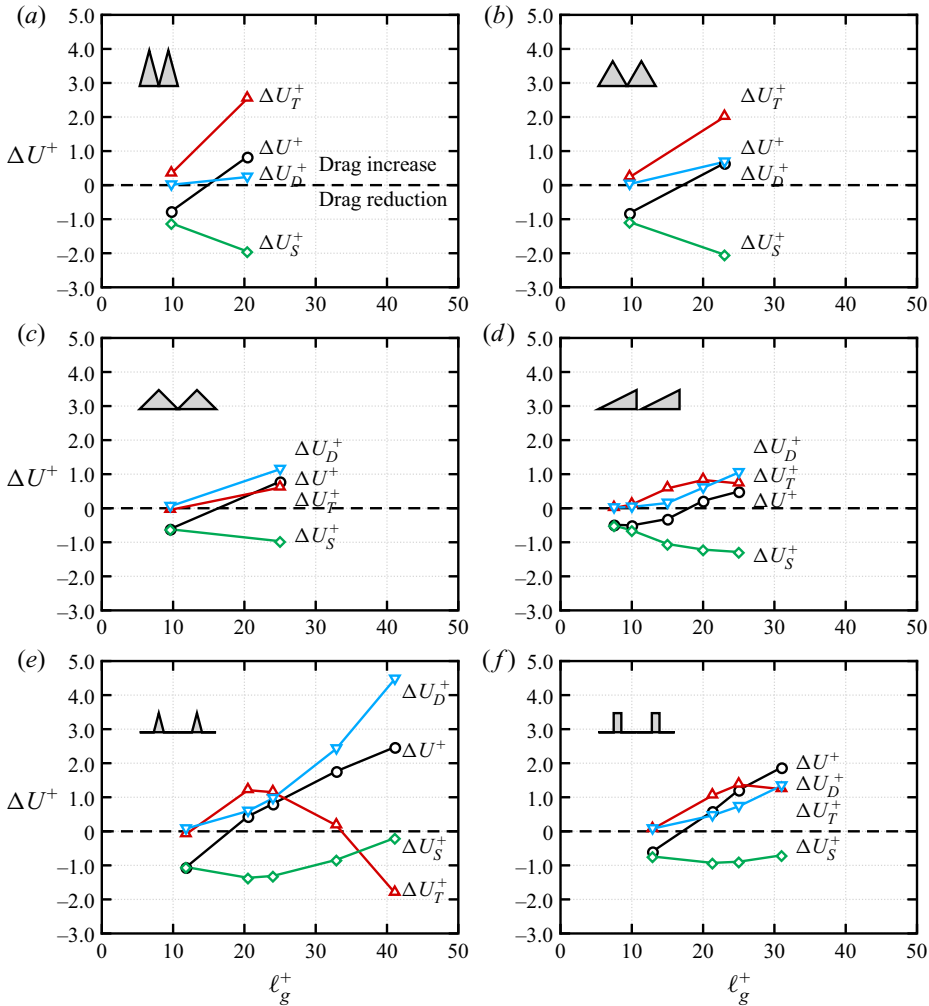 (a) (b)
5.0 5.0
4.0 4.0
3.0 3.0
ΔU_T^+ ΔU_T^+
2.0 2.0
ΔU^+ 1.0 ΔU^+ Drag increase 1.0 ΔU^+
ΔU_D^+ ΔU_D^+
0 Drag reduction 0
–1.0 –1.0
ΔU_S^+ ΔU_S^+
–2.0 –2.0
–3.0 –3.0
0 10 20 30 40 50 0 10 20 30 40 50
(c) (d)
5.0 5.0
4.0 4.0
3.0 3.0
2.0 2.0
ΔU_D^+ ΔU_D^+
ΔU^+ 1.0 ΔU^+ 1.0 ΔU_T^+
ΔU_T^+ ΔU^+
0 0
ΔU_S^+ ΔU_S^+
–1.0 –1.0
–2.0 –2.0
–3.0 –3.0
0 10 20 30 40 50 0 10 20 30 40 50
(e) (f)
5.0 5.0
4.0 ΔU_D^+ 4.0
3.0 3.0
2.0 ΔU^+ 2.0 ΔU^+
ΔU^+ 1.0 1.0 ΔU_D^+
ΔU_T^+
0 0
ΔU_S^+ ΔU_S^+
–1.0 –1.0
ΔU_T^+
–2.0 –2.0
–3.0 –3.0
0 10 20 30 40 50 0 10 20 30 40 50
ℓ_g^+ ℓ_g^+